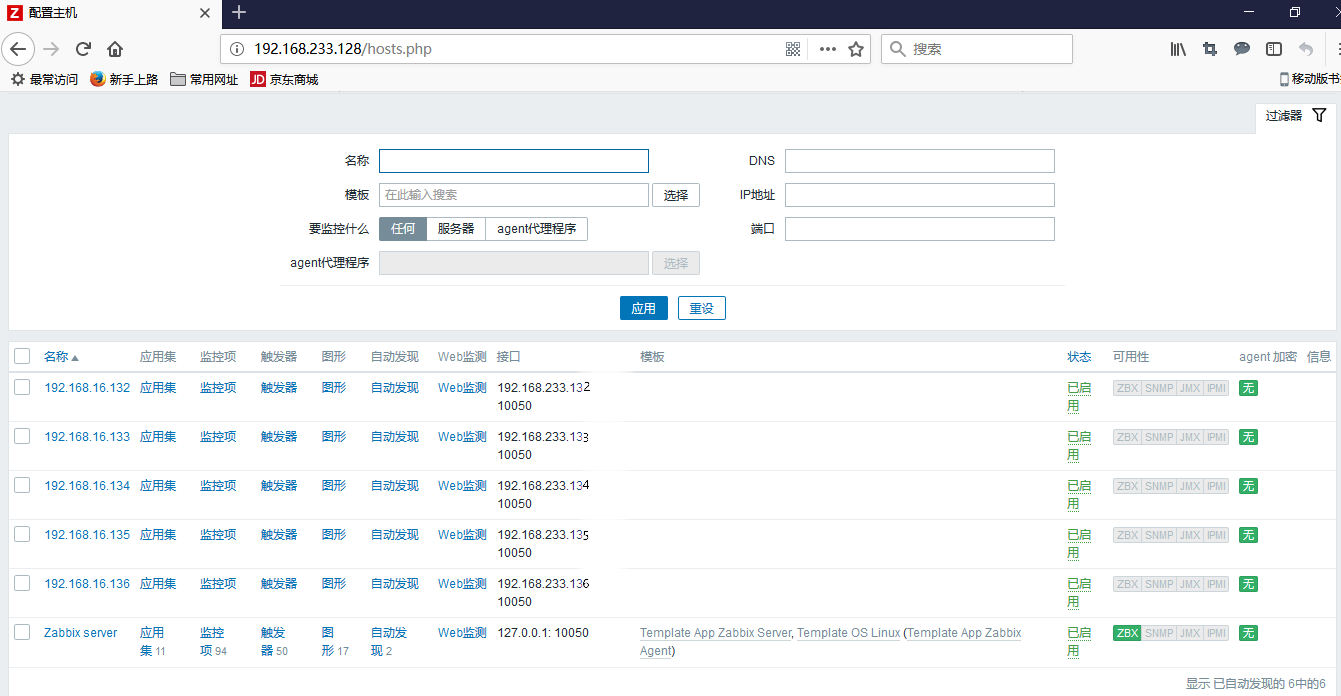 配置主机
192.168.233.128/hosts.php
搜索
最常访问 新手上路 常用网址 JD 京东商城 移动版书
过滤器
名称 DNS
模板 在此输入搜索 选择 IP地址
要监控什么 任何 服务器 agent代理程序 端口
agent代理程序 选择
应用 重设
名称 应用集 监控项 触发器 图形 自动发现 Web监测 接口 模板 状态 可用性 agent 加密 信息
192.168.16.132 应用集 监控项 触发器 图形 自动发现 Web监测 192.168.233.132 已启 ZBX SNMP JMX IPMI 无
10050 用
192.168.16.133 应用集 监控项 触发器 图形 自动发现 Web监测 192.168.233.133 已启 ZBX SNMP JMX IPMI 无
10050 用
192.168.16.134 应用集 监控项 触发器 图形 自动发现 Web监测 192.168.233.134 已启 ZBX SNMP JMX IPMI 无
10050 用
192.168.16.135 应用集 监控项 触发器 图形 自动发现 Web监测 192.168.233.135 已启 ZBX SNMP JMX IPMI 无
10050 用
192.168.16.136 应用集 监控项 触发器 图形 自动发现 Web监测 192.168.233.136 已启 ZBX SNMP JMX IPMI 无
10050 用
Zabbix server 应用 监控 触发 图 自动发 Web监测 127.0.0.1: 10050 Template App Zabbix Server, Template OS Linux (Template App Zabbix 已启 ZBX SNMP JMX IPMI 无
集 11 项 94 器 50 形 17 现 2 Agent) 用
显示 已自动发现的 6中的6